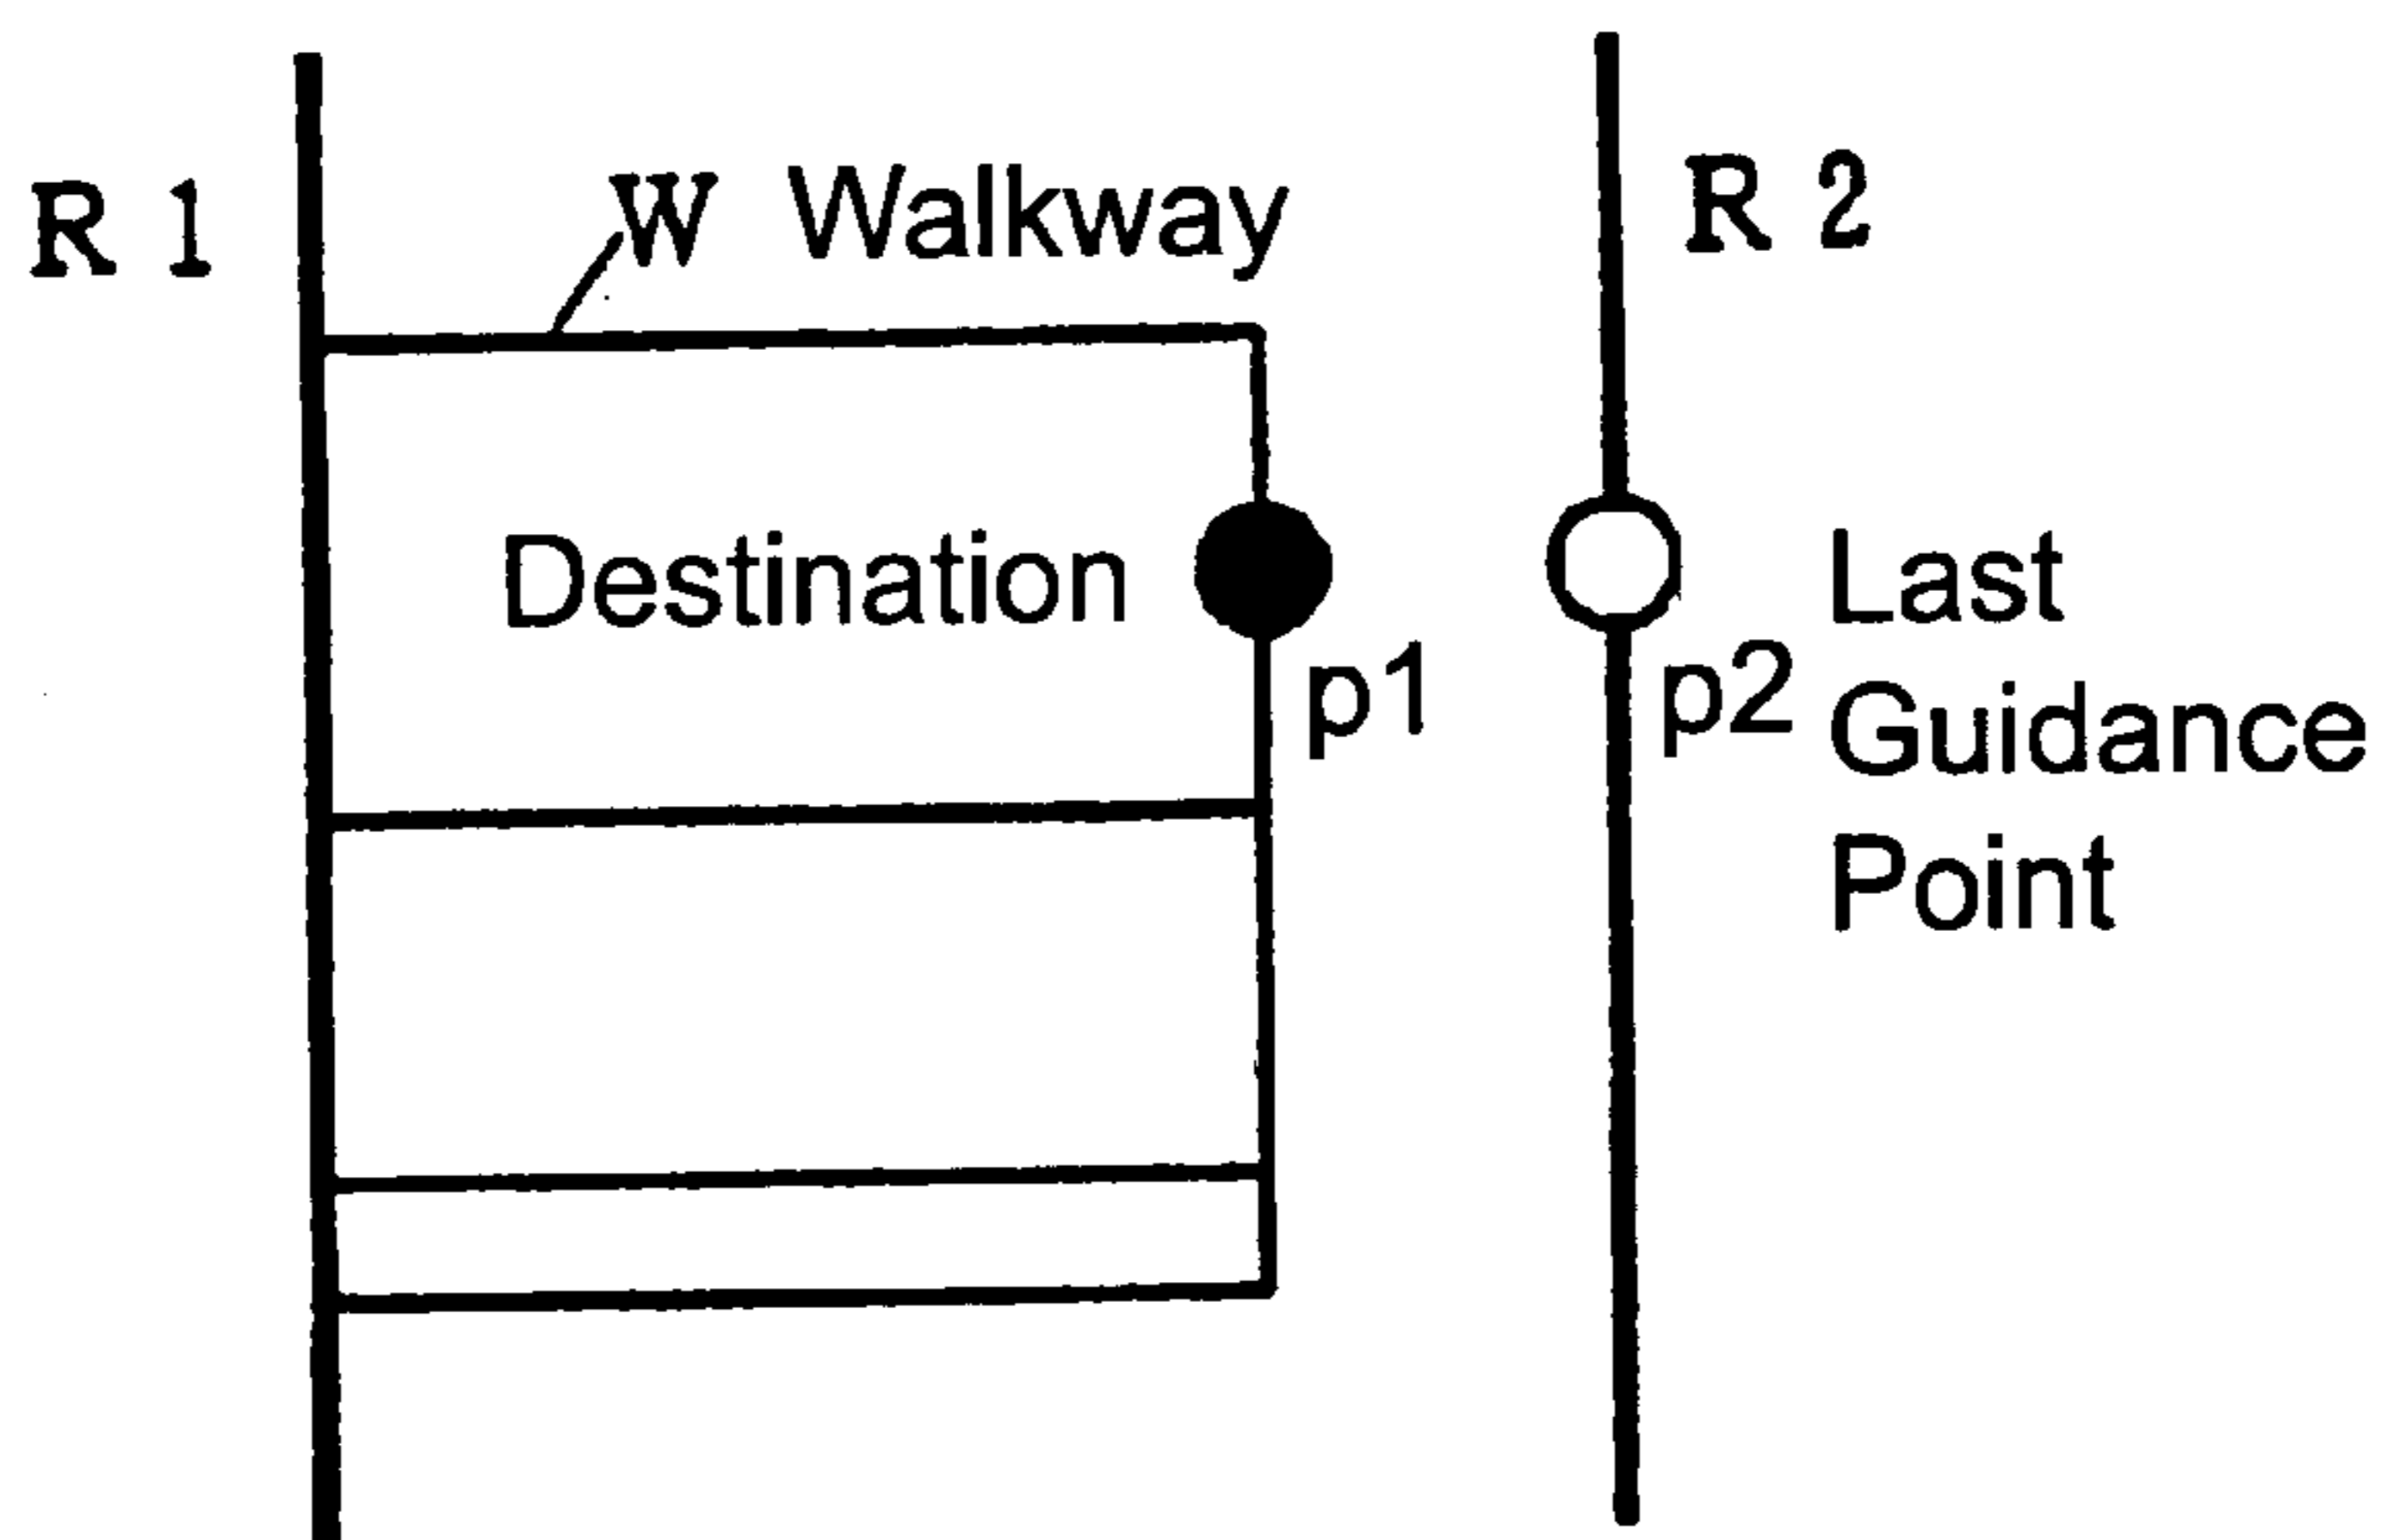 R 1
W Walkway
R 2
Destination
p1
p2
Last
Guidance
Point